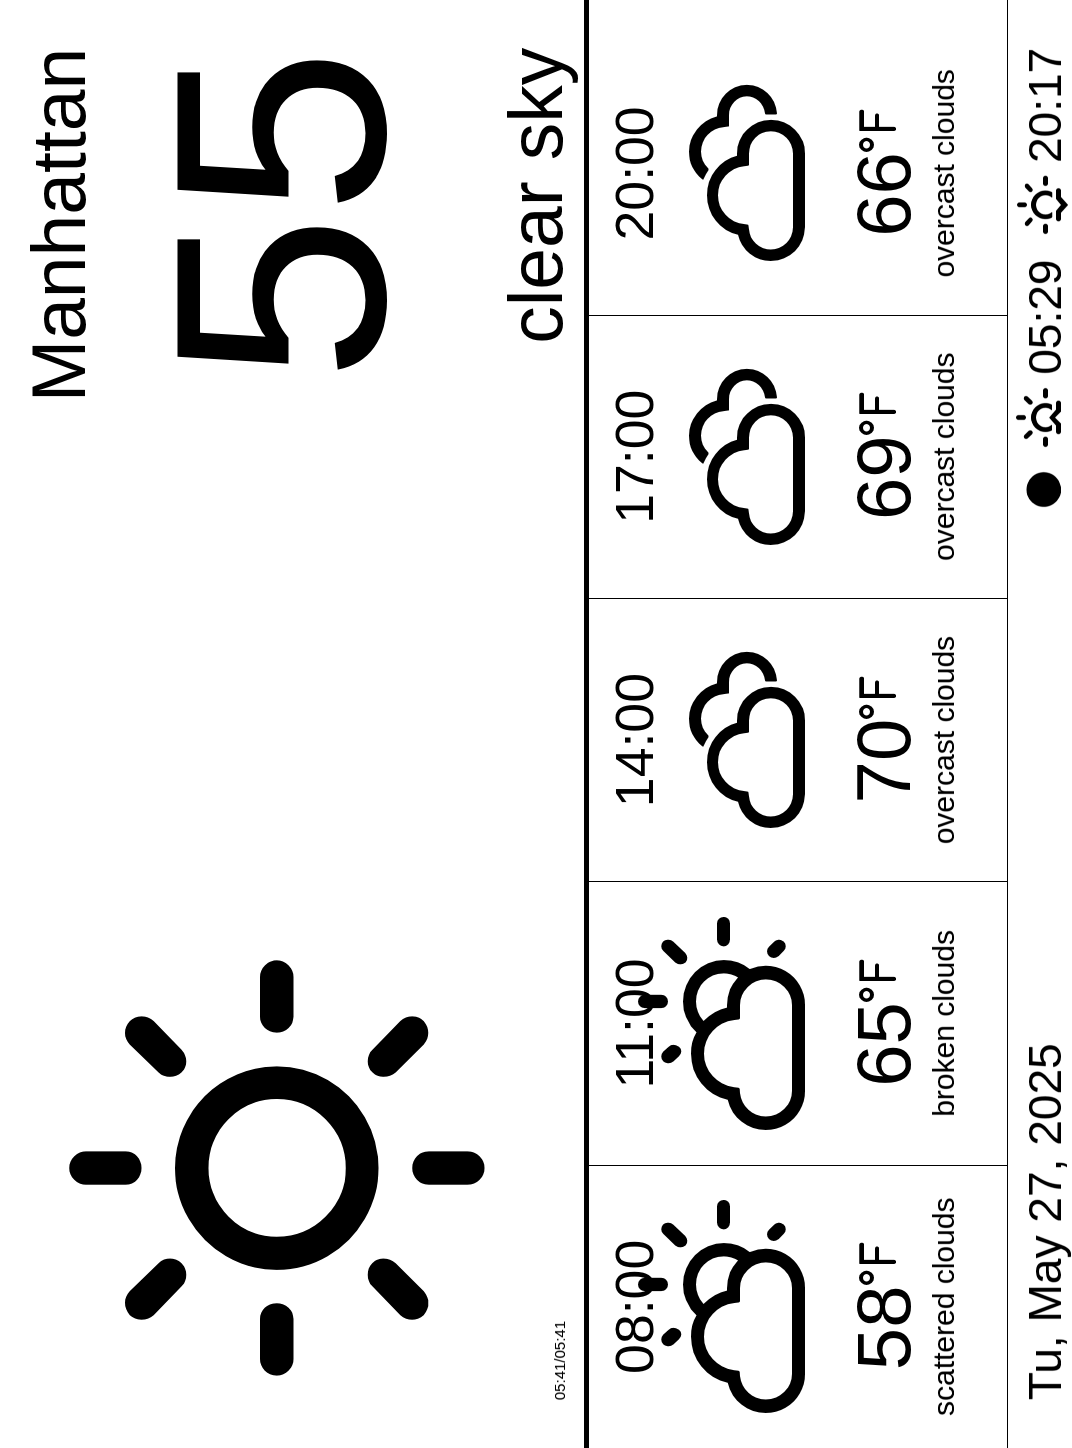 Manhattan
55
clear sky
05:41/05:41
08:00 11:00 14:00 17:00 20:00
58°F 65°F 70°F 69°F 66°F
scattered clouds broken clouds overcast clouds overcast clouds overcast clouds
Tu, May 27, 2025 05:29 20:17